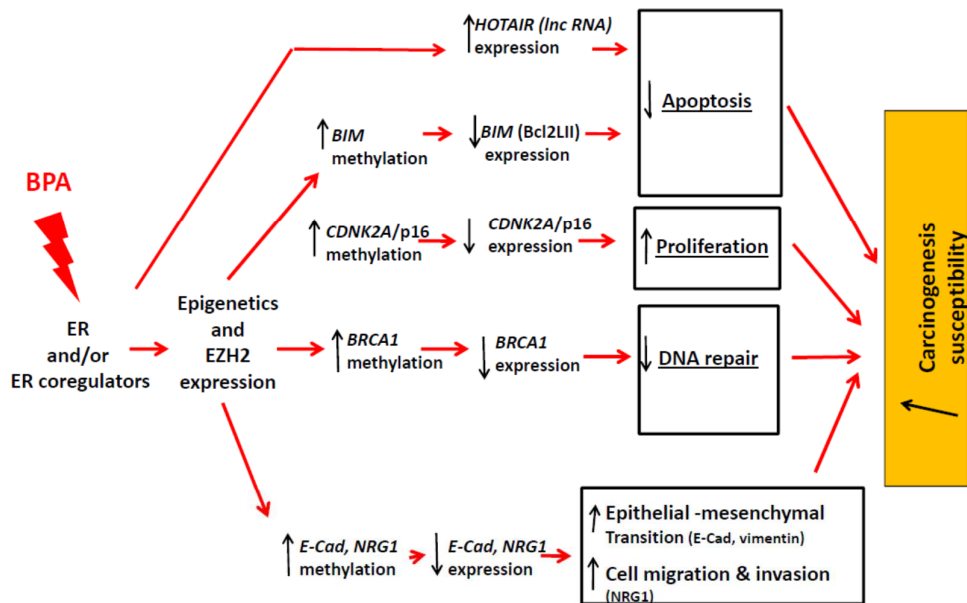 ↑ HOTAIR (lnc RNA)
expression
↓ Apoptosis
↑ BIM
methylation
↓ BIM (Bcl2LII)
expression
BPA
↑ CDNK2A/p16
methylation
↓ CDNK2A/p16
expression
↑ Proliferation
Epigenetics
and
EZH2
expression
ER
and/or
ER coregulators
↑ BRCA1
methylation
↓ BRCA1
expression
↓ DNA repair
↑ E-Cad, NRG1
methylation
↓ E-Cad, NRG1
expression
↑ Epithelial -mesenchymal
Transition (E-Cad, vimentin)
↑ Cell migration & invasion
(NRG1)
↑ Carcinogenesis
susceptibility